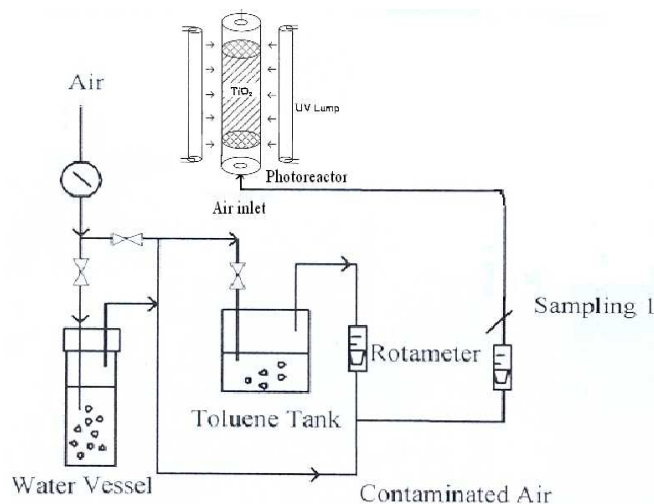 Air
TiO₂
UV Lump
Photoreactor
Air inlet
Sampling 1
Rotameter
Toluene Tank
Water Vessel
Contaminated Air